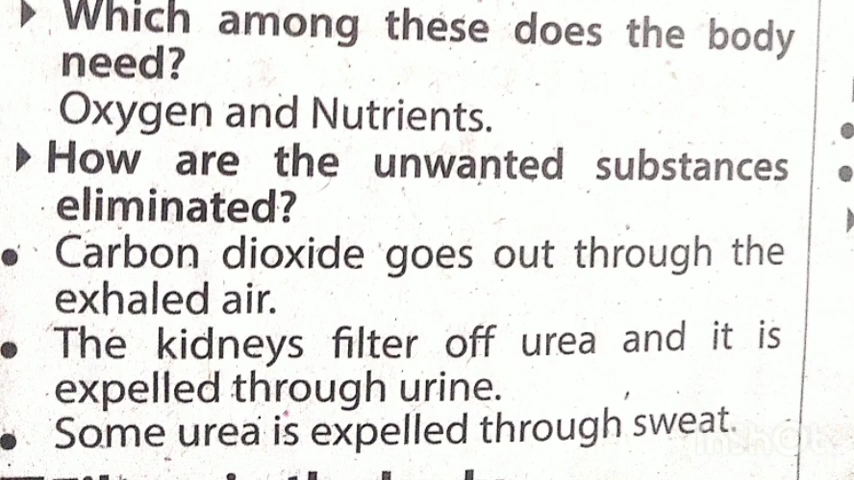 ▶ Which among these does the body
need?
Oxygen and Nutrients.
▶ How are the unwanted substances
eliminated?
• Carbon dioxide goes out through the
exhaled air.
• The kidneys filter off urea and it is
expelled through urine.
• Some urea is expelled through sweat.